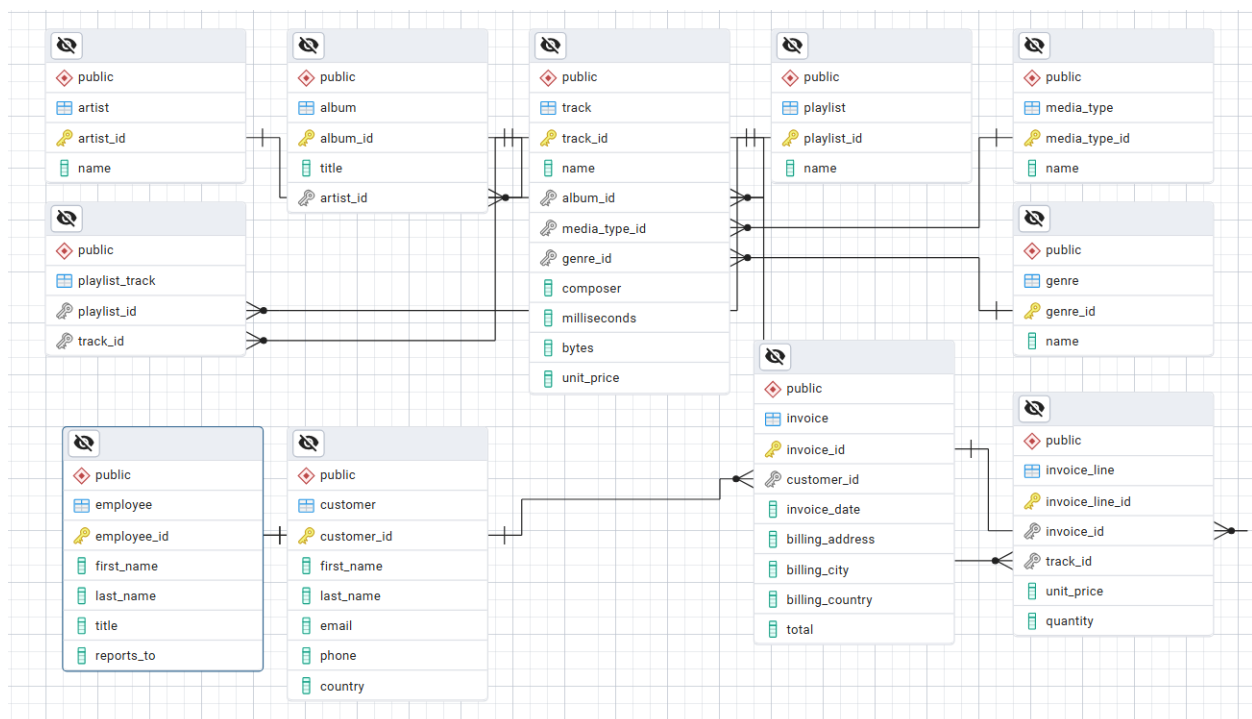 public
artist
artist_id
name
public
album
album_id
title
artist_id
public
track
track_id
name
album_id
media_type_id
genre_id
composer
milliseconds
bytes
unit_price
public
playlist
playlist_id
name
public
media_type
media_type_id
name
public
playlist_track
playlist_id
track_id
public
genre
genre_id
name
public
employee
employee_id
first_name
last_name
title
reports_to
public
customer
customer_id
first_name
last_name
email
phone
country
public
invoice
invoice_id
customer_id
invoice_date
billing_address
billing_city
billing_country
total
public
invoice_line
invoice_line_id
invoice_id
track_id
unit_price
quantity